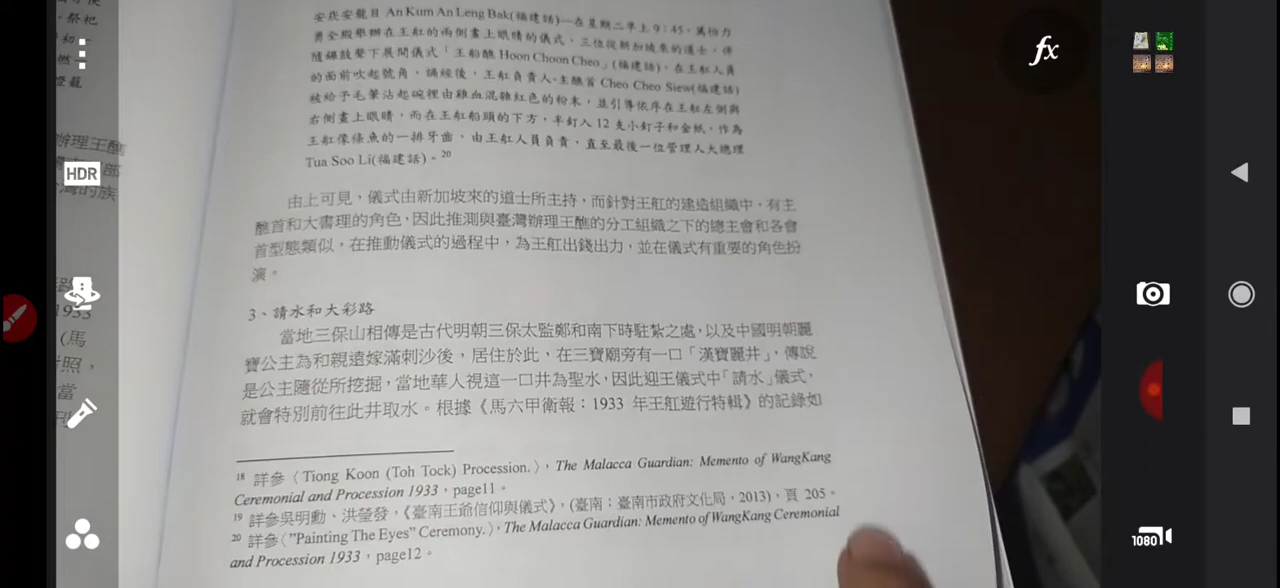 安崁安龍目 An Kum An Leng Bak(福建話)—在星期二早上9:45,萬怡力
勇全殿舉辦在王舡的兩側畫上眼睛的儀式,三位從新加坡來的道士,伴
隨鑼鼓聲下展開儀式「王船醮 Hoon Choon Cheo」(福建話)。在王舡人員
的面前吹起號角,誦經後,王舡負責人-主醮首 Cheo Cheo Siew(福建話)
被給予毛筆沾起碗裡由雞血混雜紅色的粉末,並引導依序在王舡左側與
右側畫上眼睛,而在王舡船頭的下方,半釘入12支小釘子和金紙,作為
王舡像條魚的一排牙齒,由王舡人員負責,直至最後一位管理人大總理
Tua Soo Li(福建話)。20
由上可見,儀式由新加坡來的道士所主持,而針對王舡的建造組織中,有主
醮首和大書理的角色,因此推測與臺灣辦理王醮的分工組織之下的總主會和各會
首型態類似,在推動儀式的過程中,為王舡出錢出力,並在儀式有重要的角色扮
演。
3、請水和大彩路
當地三保山相傳是古代明朝三保太監鄭和南下時駐紮之處,以及中國明朝麗
寶公主為和親遠嫁滿刺沙後,居住於此,在三寶廟旁有一口「漢寶麗井」,傳說
是公主隨從所挖掘,當地華人視這一口井為聖水,因此迎王儀式中「請水」儀式,
就會特別前往此井取水。根據《馬六甲衛報:1933 年王舡遊行特輯》的記錄如
18 詳參〈Tiong Koon (Toh Tock) Procession.〉,The Malacca Guardian: Memento of WangKang
Ceremonial and Procession 1933,page11。
19 詳參吳明勳、洪瑩發,《臺南王爺信仰與儀式》,(臺南:臺南市政府文化局,2013),頁 205。
20 詳參〈"Painting The Eyes" Ceremony.〉,The Malacca Guardian: Memento of WangKang Ceremonial
and Procession 1933,page12。
辦理王醮
部
灣的族
1933
(馬
照,
當
刊
HDR
fx
1080